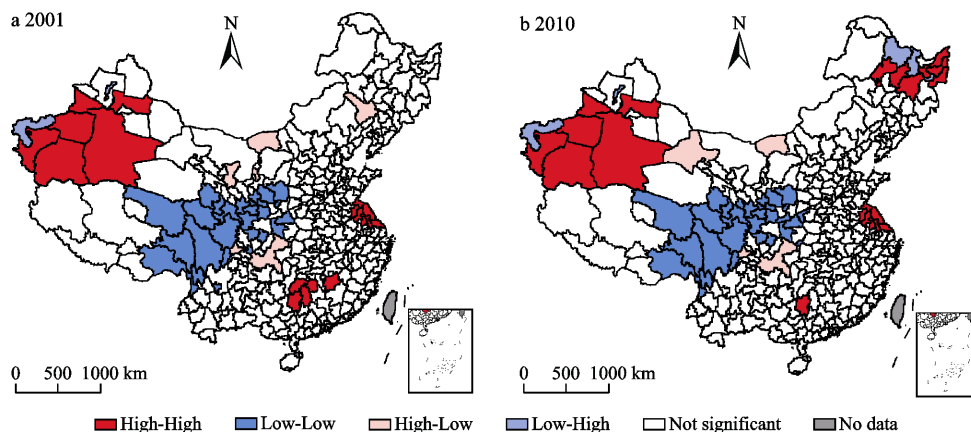 a 2001
N
0 500 1000 km
b 2010
N
0 500 1000 km
High-High Low-Low High-Low Low-High Not significant No data